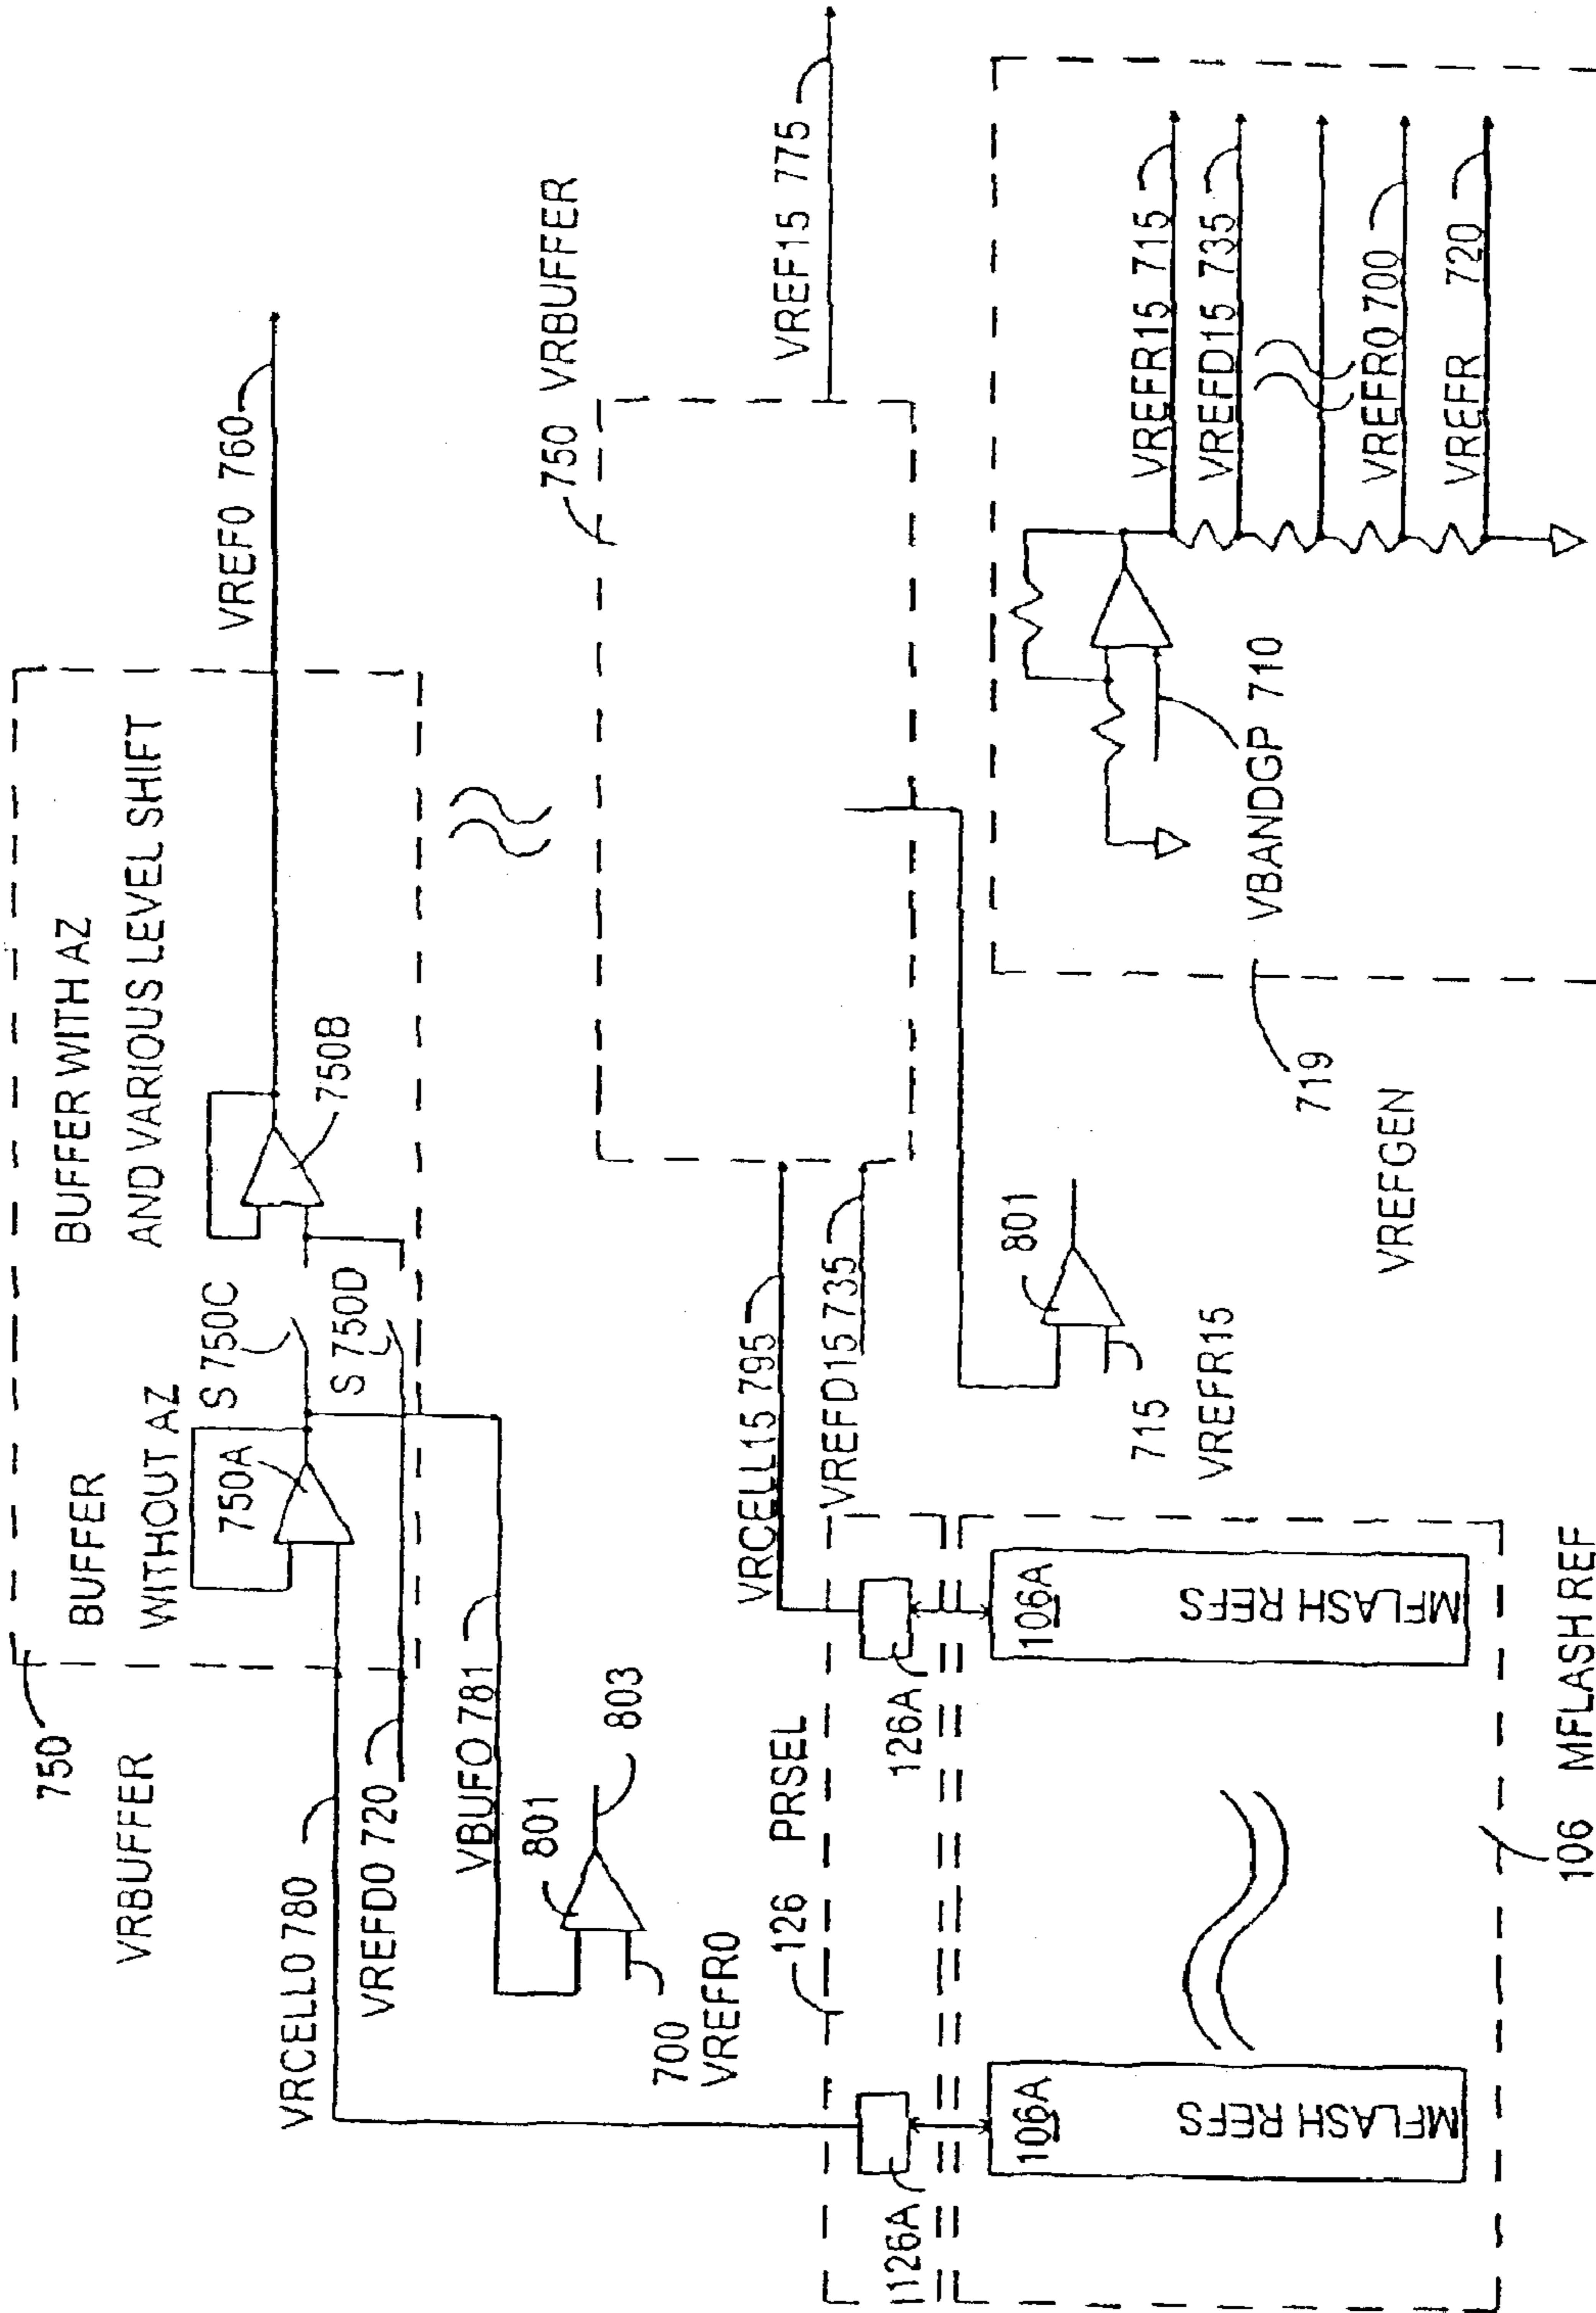 750
VRBUFFER
BUFFER
WITHOUT AZ
750A
S 750C
S 750D
BUFFER WITH AZ
AND VARIOUS LEVEL SHIFT
750B
VREF0 760
VRCELL0 780
VREFD0 720
VBUFO 781
801
803
700
VREFR0
750 VRBUFFER
VREF15 775
VRCELL15 795
VREFD15 735
801
715
VREFR15
126 PRSEL
126A
126A
106A
MFLASH REFS
106A
MFLASH REFS
106 MFLASH REF
719
VREFGEN
VBANDGP 710
VREFR15 715
VREFD15 735
VREFR0 700
VREFR 720